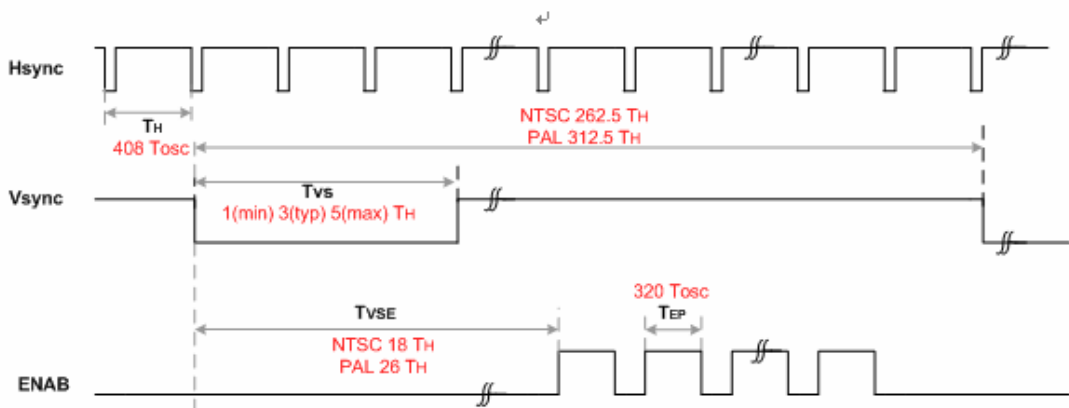 Hsync
TH
408 Tosc
NTSC 262.5 TH
PAL 312.5 TH
Vsync
TVS
1(min) 3(typ) 5(max) TH
320 Tosc
TVSE
TEP
NTSC 18 TH
PAL 26 TH
ENAB